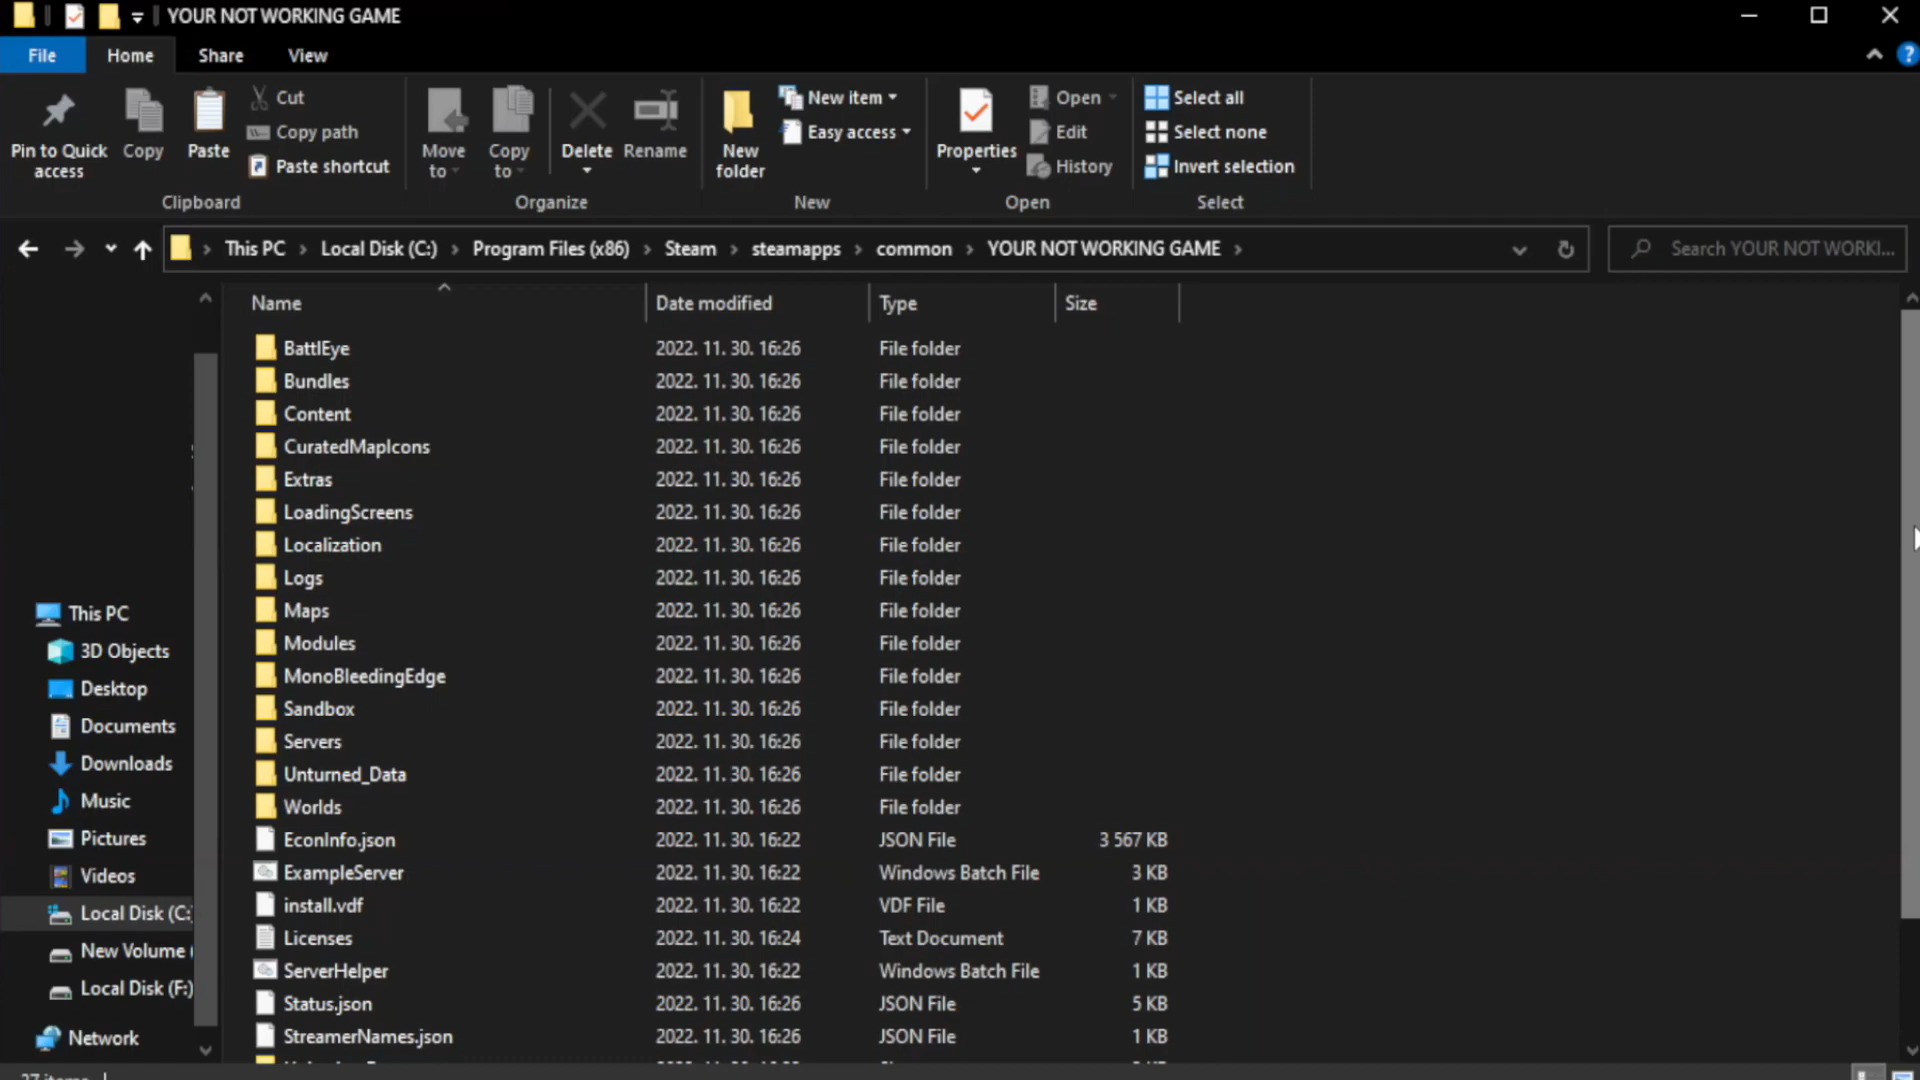 YOUR NOT WORKING GAME
File Home Share View
Pin to Quick access
Copy
Paste
Cut
Copy path
Paste shortcut
Move to
Copy to
Delete
Rename
New folder
New item
Easy access
Properties
Open
Edit
History
Select all
Select none
Invert selection
Clipboard Organize New Open Select
This PC Local Disk (C:) Program Files (x86) Steam steamapps common YOUR NOT WORKING GAME
Search YOUR NOT WORKI...
Name Date modified Type Size
BattlEye 2022. 11. 30. 16:26 File folder
Bundles 2022. 11. 30. 16:26 File folder
Content 2022. 11. 30. 16:26 File folder
CuratedMapIcons 2022. 11. 30. 16:26 File folder
Extras 2022. 11. 30. 16:26 File folder
LoadingScreens 2022. 11. 30. 16:26 File folder
Localization 2022. 11. 30. 16:26 File folder
Logs 2022. 11. 30. 16:26 File folder
Maps 2022. 11. 30. 16:26 File folder
Modules 2022. 11. 30. 16:26 File folder
MonoBleedingEdge 2022. 11. 30. 16:26 File folder
Sandbox 2022. 11. 30. 16:26 File folder
Servers 2022. 11. 30. 16:26 File folder
Unturned_Data 2022. 11. 30. 16:26 File folder
Worlds 2022. 11. 30. 16:26 File folder
EconInfo.json 2022. 11. 30. 16:22 JSON File 3 567 KB
ExampleServer 2022. 11. 30. 16:22 Windows Batch File 3 KB
install.vdf 2022. 11. 30. 16:22 VDF File 1 KB
Licenses 2022. 11. 30. 16:24 Text Document 7 KB
ServerHelper 2022. 11. 30. 16:22 Windows Batch File 1 KB
Status.json 2022. 11. 30. 16:26 JSON File 5 KB
StreamerNames.json 2022. 11. 30. 16:26 JSON File 1 KB
This PC
3D Objects
Desktop
Documents
Downloads
Music
Pictures
Videos
Local Disk (C:
New Volume (
Local Disk (F:)
Network